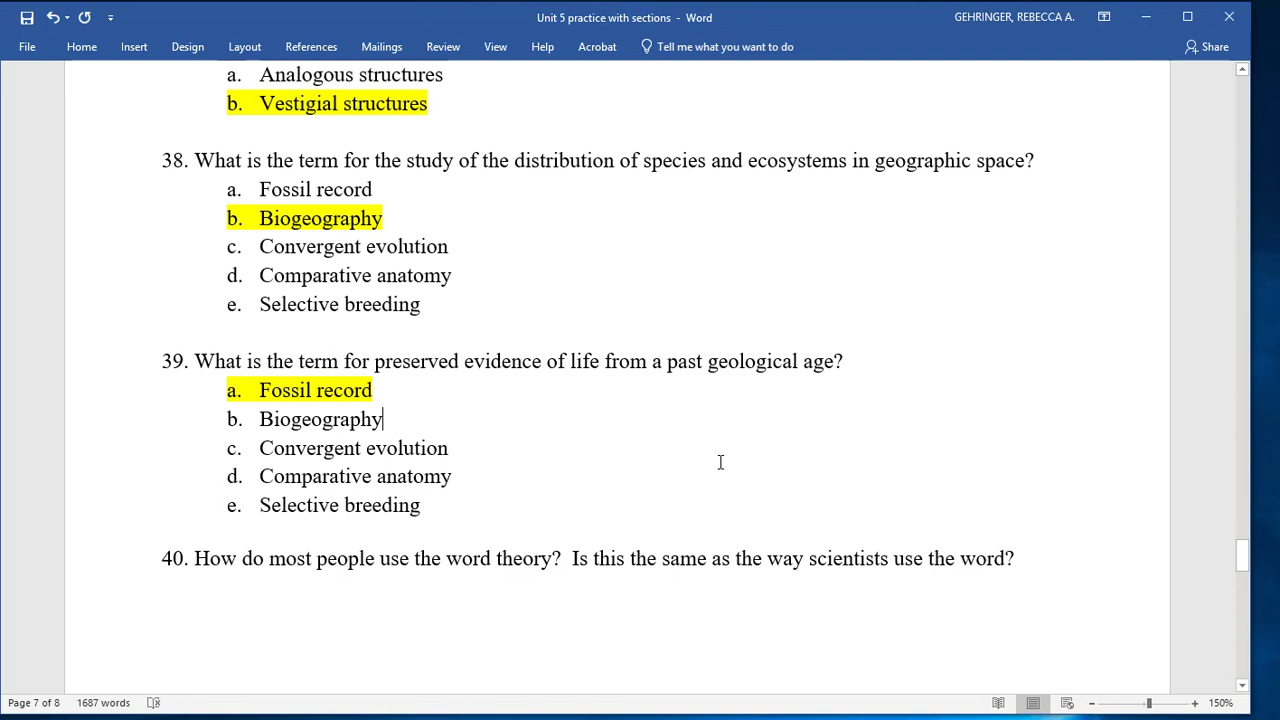 Unit 5 practice with sections - Word
GEHRINGER, REBECCA A.
File Home Insert Design Layout References Mailings Review View Help Acrobat Tell me what you want to do Share
a. Analogous structures
b. Vestigial structures
38. What is the term for the study of the distribution of species and ecosystems in geographic space?
a. Fossil record
b. Biogeography
c. Convergent evolution
d. Comparative anatomy
e. Selective breeding
39. What is the term for preserved evidence of life from a past geological age?
a. Fossil record
b. Biogeography
c. Convergent evolution
d. Comparative anatomy
e. Selective breeding
40. How do most people use the word theory?  Is this the same as the way scientists use the word?
Page 7 of 8 1687 words 150%